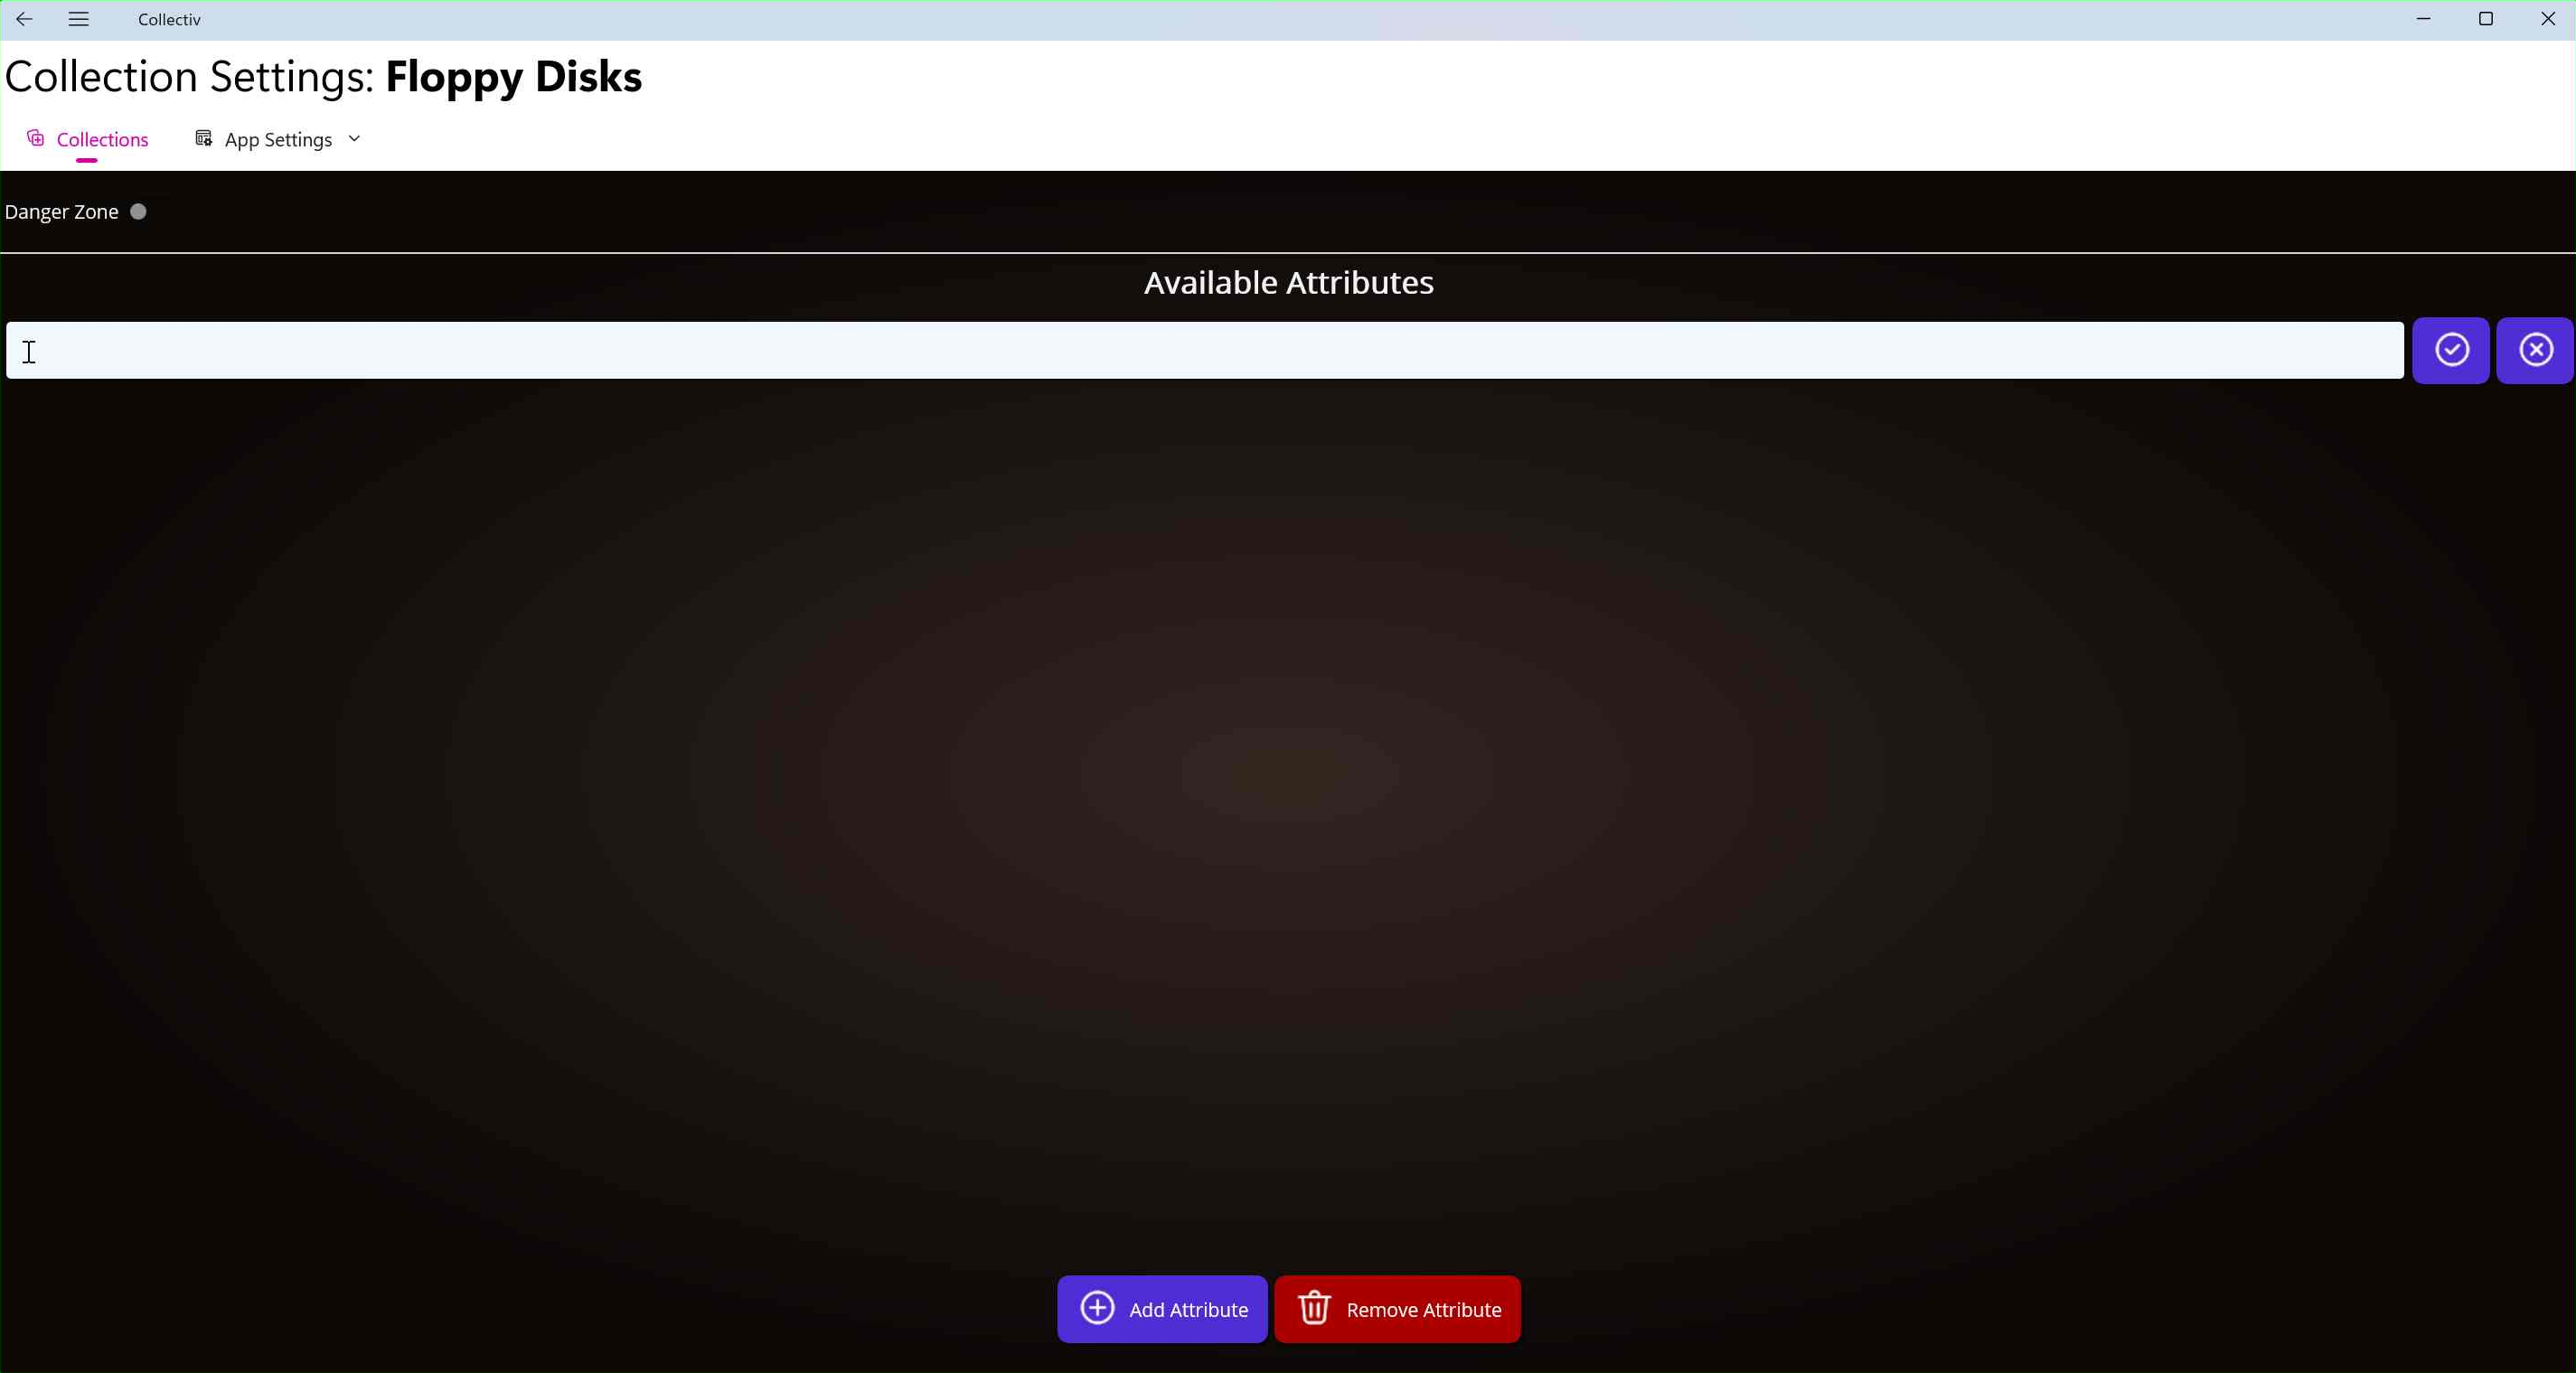 Collectiv
Collection Settings: Floppy Disks
Collections
App Settings
Danger Zone
Available Attributes
Add Attribute
Remove Attribute